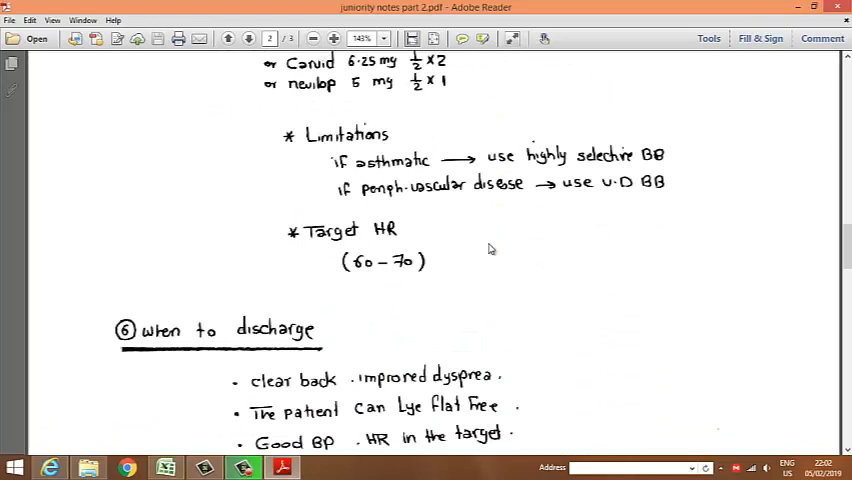 juniority notes part 2.pdf - Adobe Reader
File Edit View Window Help
Open 2 / 3 143% Tools Fill & Sign Comment
or Carvid 6.25 mg 1/2 x 2
or nevilop 5 mg 1/2 x 1
* Limitations
if asthmatic → use highly selective BB
if periph. vascular disease → use V.D BB
* Target HR
(60 - 70)
⑥ when to discharge
. clear back . improved dyspnea .
. The patient can Lye flat Free .
. Good BP . HR in the target .
Address ENG 22:02
05/02/2019